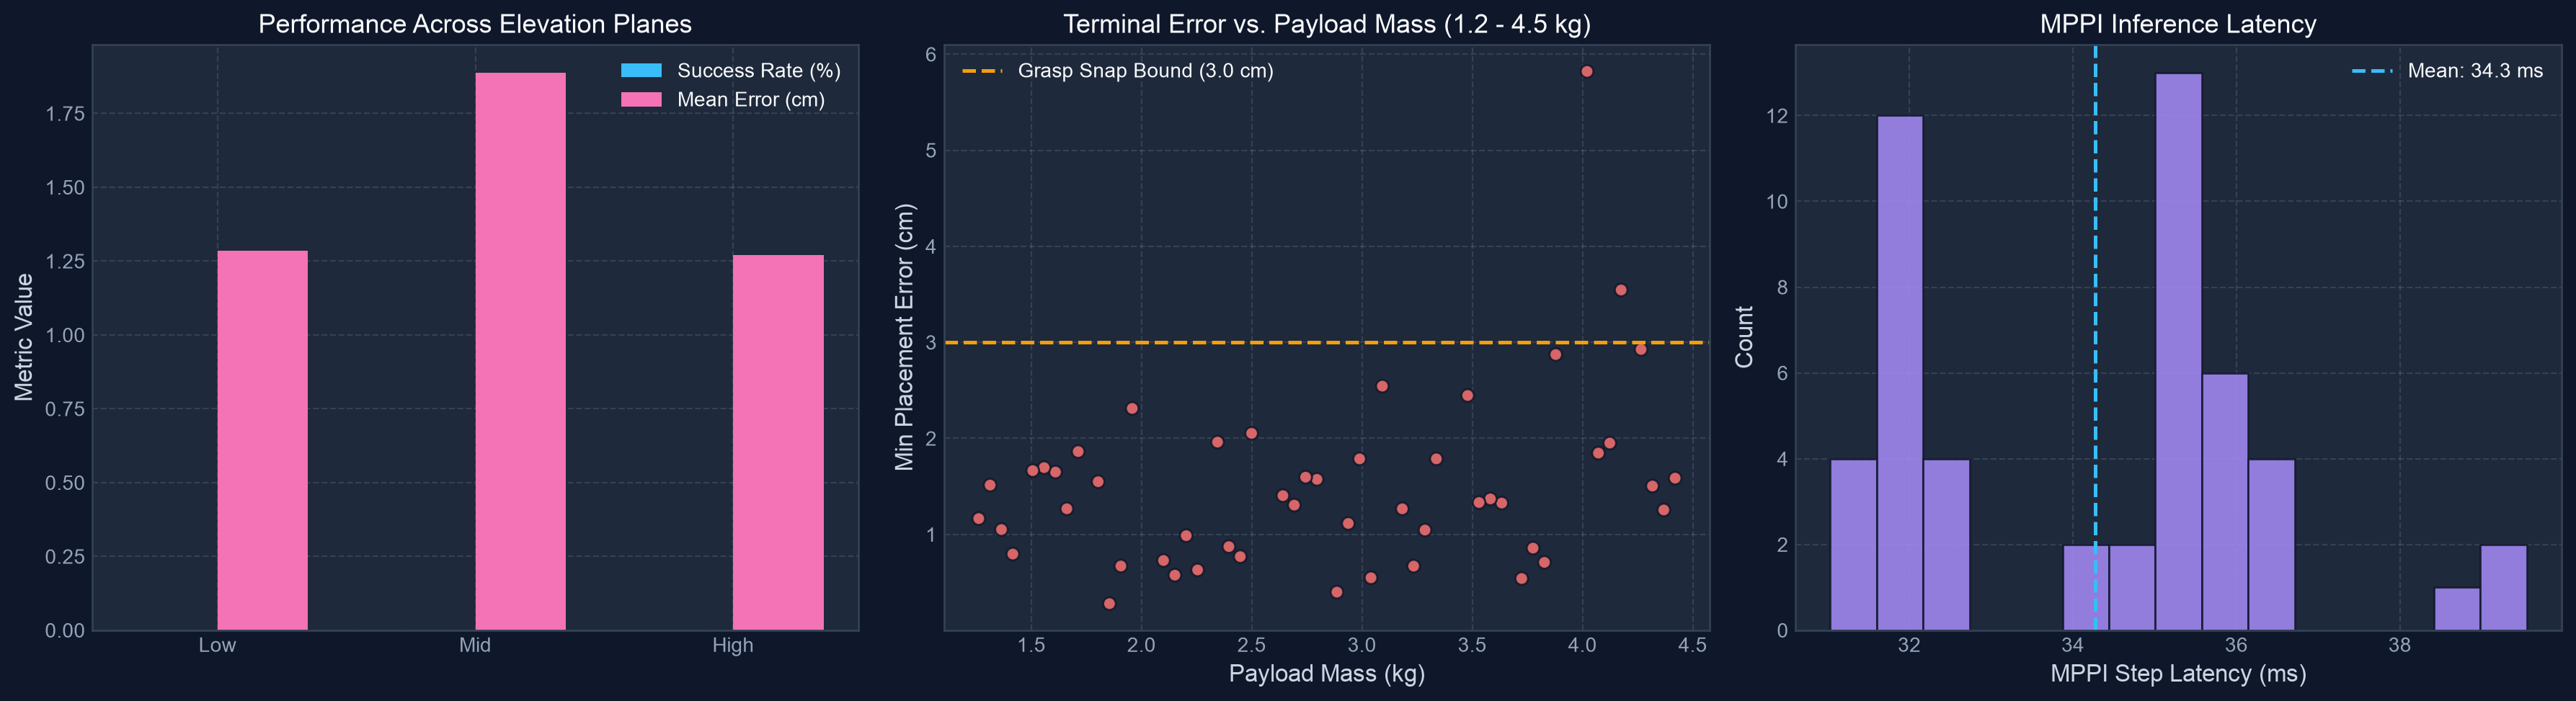 Performance Across Elevation Planes
Success Rate (%)
Mean Error (cm)
Metric Value
1.75
1.50
1.25
1.00
0.75
0.50
0.25
0.00
Low Mid High
Terminal Error vs. Payload Mass (1.2 - 4.5 kg)
Grasp Snap Bound (3.0 cm)
Min Placement Error (cm)
6
5
4
3
2
1
1.5 2.0 2.5 3.0 3.5 4.0 4.5
Payload Mass (kg)
MPPI Inference Latency
Mean: 34.3 ms
Count
12
10
8
6
4
2
0
32 34 36 38
MPPI Step Latency (ms)